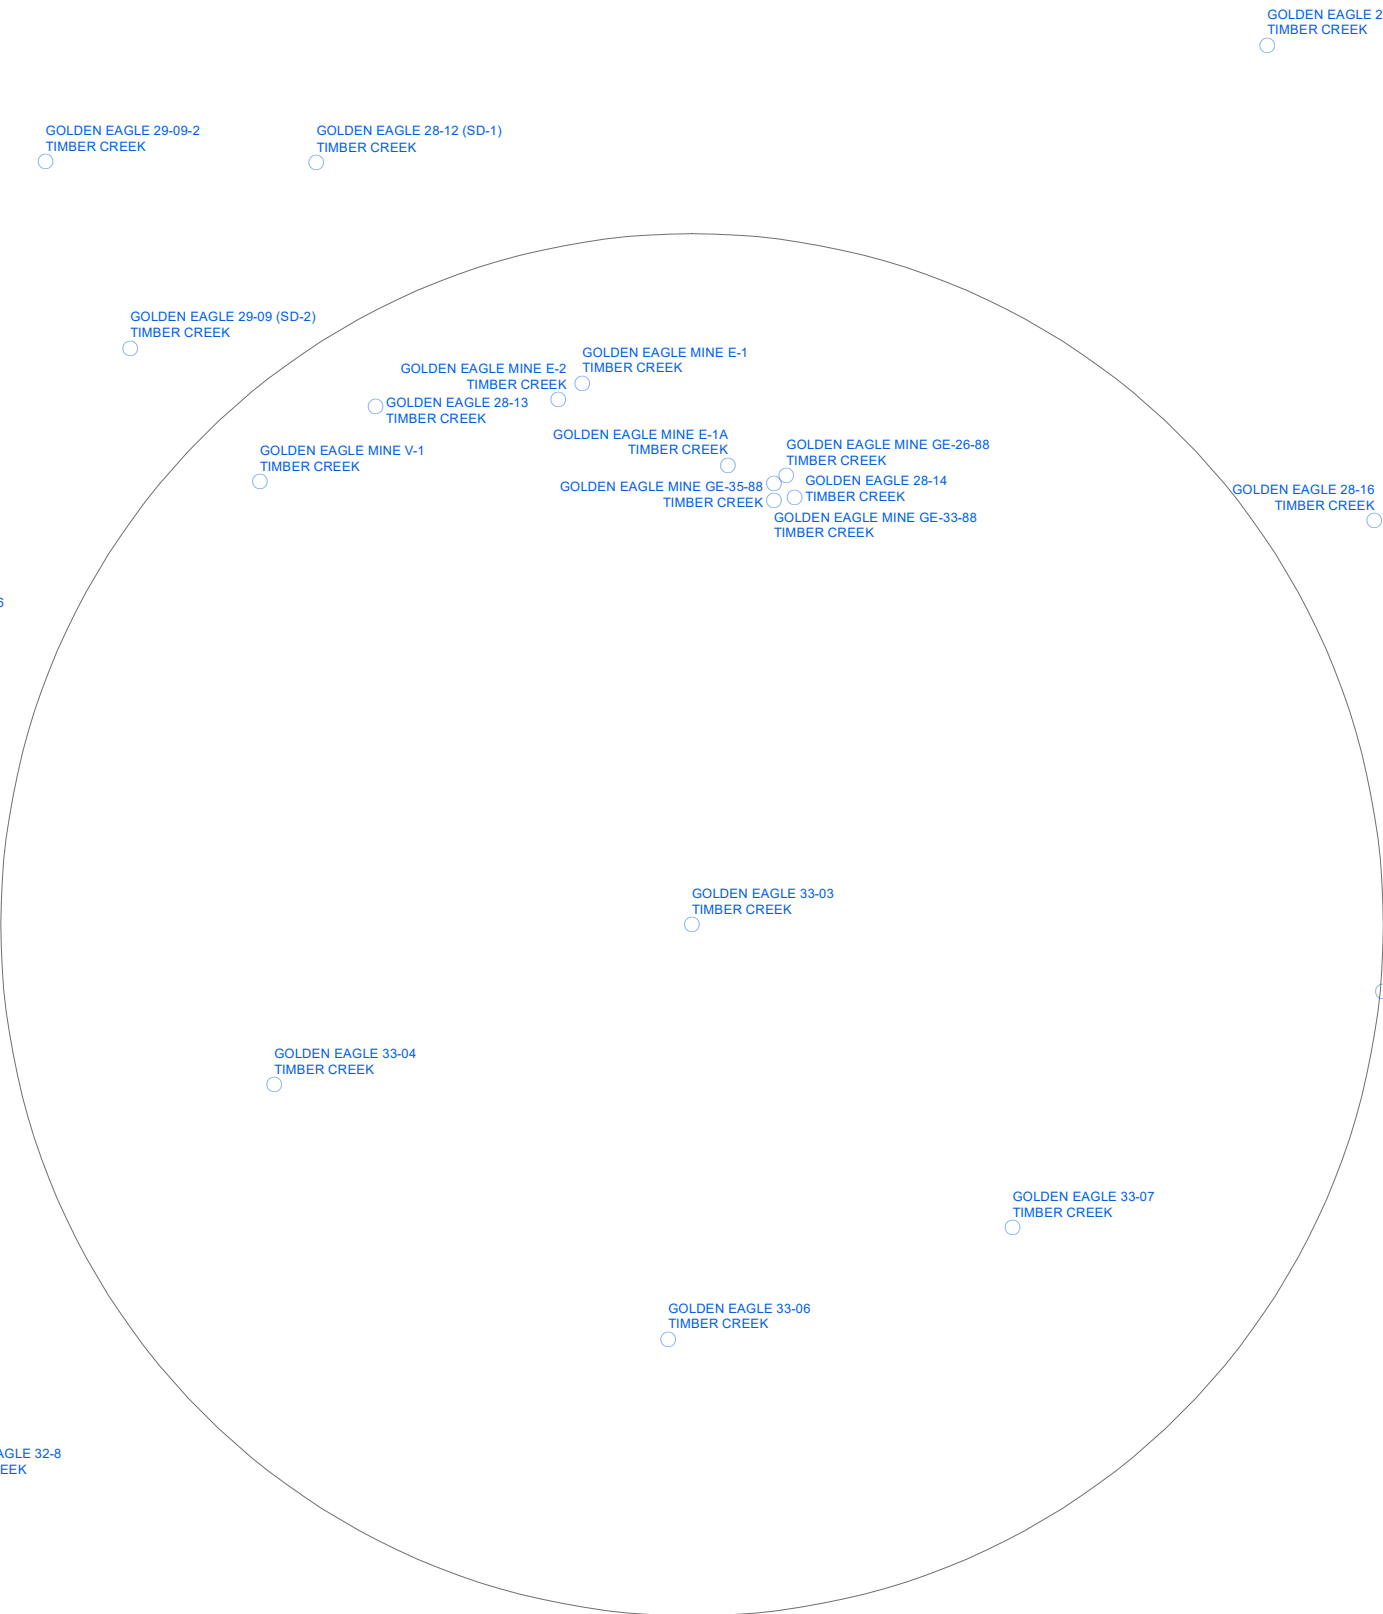 GOLDEN EAGLE 2
TIMBER CREEK
GOLDEN EAGLE 29-09-2
TIMBER CREEK
GOLDEN EAGLE 28-12 (SD-1)
TIMBER CREEK
GOLDEN EAGLE 29-09 (SD-2)
TIMBER CREEK
GOLDEN EAGLE MINE E-1
TIMBER CREEK
GOLDEN EAGLE MINE E-2
TIMBER CREEK
GOLDEN EAGLE 28-13
TIMBER CREEK
GOLDEN EAGLE MINE E-1A
TIMBER CREEK
GOLDEN EAGLE MINE V-1
TIMBER CREEK
GOLDEN EAGLE MINE GE-26-88
TIMBER CREEK
GOLDEN EAGLE MINE GE-35-88
TIMBER CREEK
GOLDEN EAGLE 28-14
TIMBER CREEK
GOLDEN EAGLE 28-16
TIMBER CREEK
GOLDEN EAGLE MINE GE-33-88
TIMBER CREEK
6
GOLDEN EAGLE 33-03
TIMBER CREEK
GOLDEN EAGLE 33-04
TIMBER CREEK
GOLDEN EAGLE 33-07
TIMBER CREEK
GOLDEN EAGLE 33-06
TIMBER CREEK
AGLE 32-8
EEK